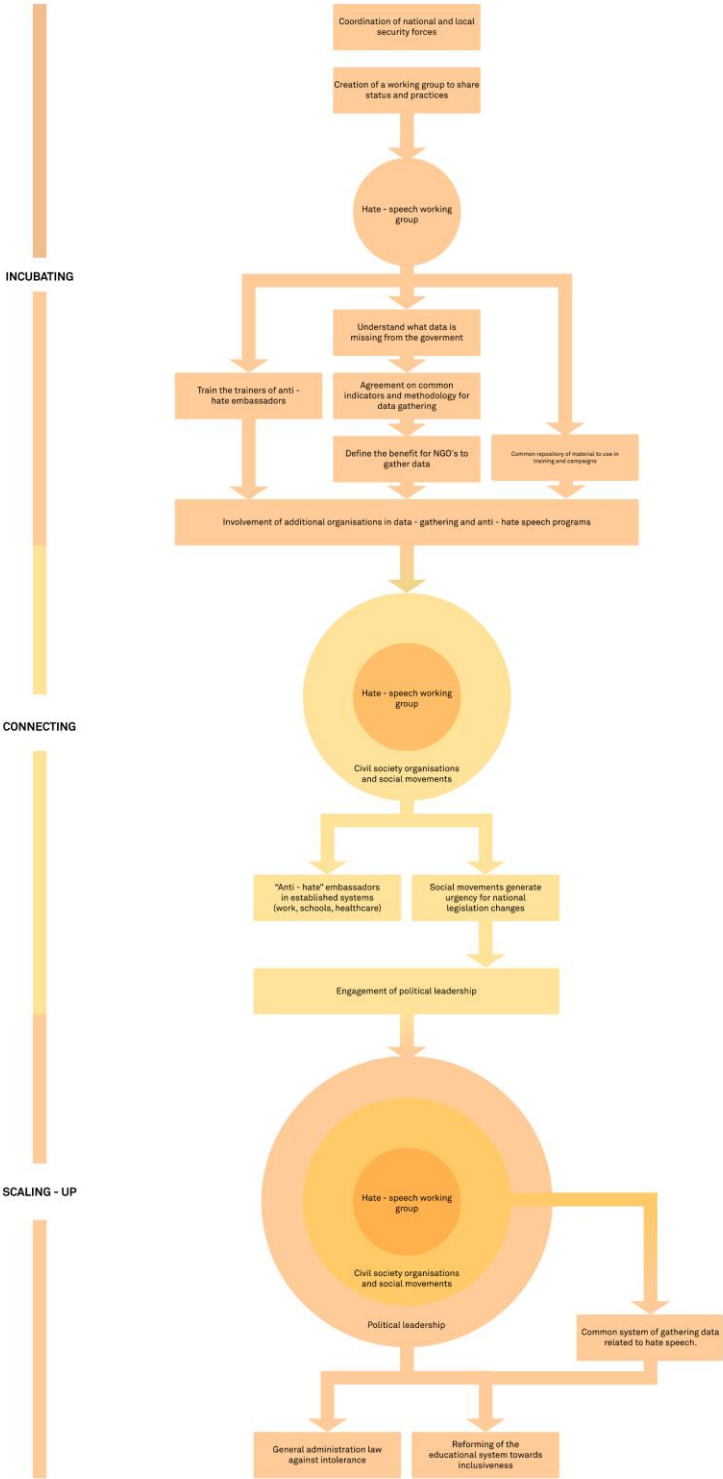 Coordination of national and local
security forces
Creation of a working group to share
status and practices
Hate - speech working
group
INCUBATING
Understand what data is
missing from the goverment
Train the trainers of anti -
hate embassadors
Agreement on common
indicators and methodology for
data gathering
Define the benefit for NGO's to
gather data
Common repository of material to use in
training and campaigns
Involvement of additional organisations in data - gathering and anti - hate speech programs
Hate - speech working
group
CONNECTING
Civil society organisations
and social movements
"Anti - hate" embassadors
in established systems
(work, schools, healthcare)
Social movements generate
urgency for national
legislation changes
Engagement of political leadership
SCALING - UP
Hate - speech working
group
Civil society organisations
and social movements
Political leadership
Common system of gathering data
related to hate speech.
General administration law
against intolerance
Reforming of the
educational system towards
inclusiveness